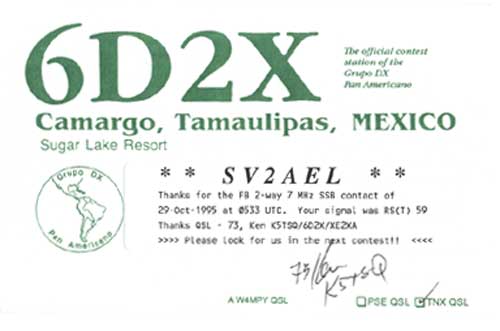 6D2X
The official contest
station of the
Grupo DX
Pan Americano
Camargo, Tamaulipas, MEXICO
Sugar Lake Resort
* * SV2AEL * *
Grupo DX
Pan Americano
Thanks for the FB 2-way 7 MHz SSB contact of
29-Oct-1995 at 0533 UTC. Your signal was RS(T) 59
Thanks QSL - 73, Ken K5TSQ/6D2X/XE2XA
>>>> Please look for us in the next contest!! <<<<
73/Ken
K5TSQ
A W4MPY QSL
PSE QSL TNX QSL